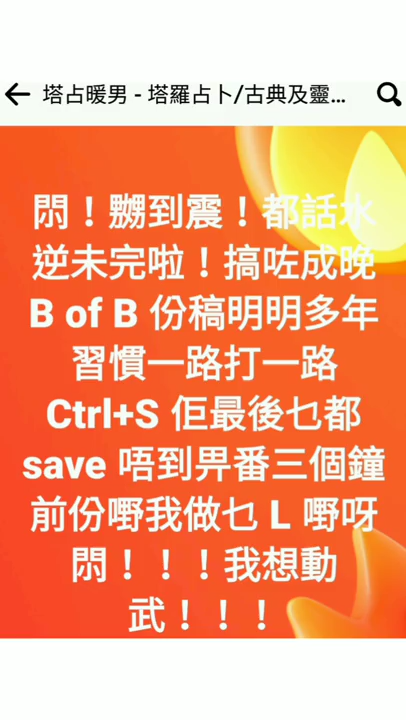 塔占暖男 - 塔羅占卜/古典及靈...
閃！嬲到震！都話水
逆未完啦！搞咗成晚
B of B 份稿明明多年
習慣一路打一路
Ctrl+S 佢最後乜都
save 唔到畀番三個鐘
前份嘢我做乜 L 嘢呀
閃！！！我想動
武！！！